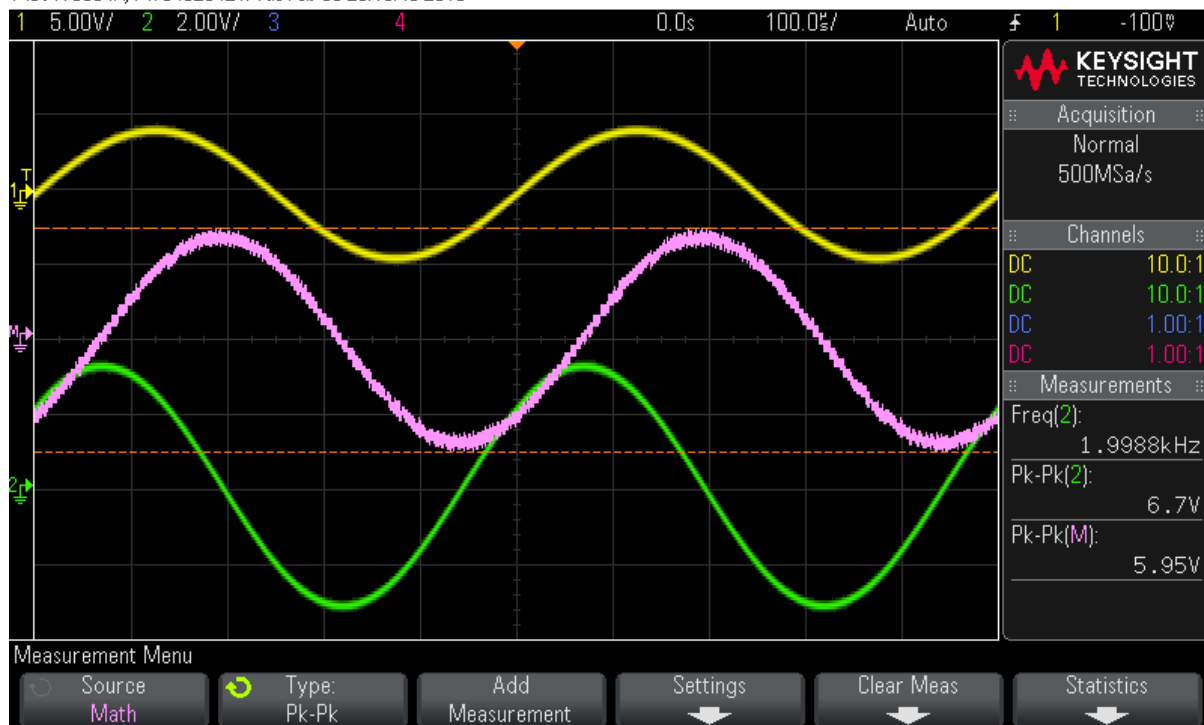 1 5.00V/ 2 2.00V/ 3 4 0.0s 100.0µs/ Auto 1 -100mV
KEYSIGHT
TECHNOLOGIES
Acquisition
Normal
500MSa/s
Channels
DC 10.0:1
DC 10.0:1
DC 1.00:1
DC 1.00:1
Measurements
Freq(2):
1.9988kHz
Pk-Pk(2):
6.7V
Pk-Pk(M):
5.95V
T
1
M
2
Measurement Menu
Source
Math
Type:
Pk-Pk
Add
Measurement
Settings
Clear Meas
Statistics